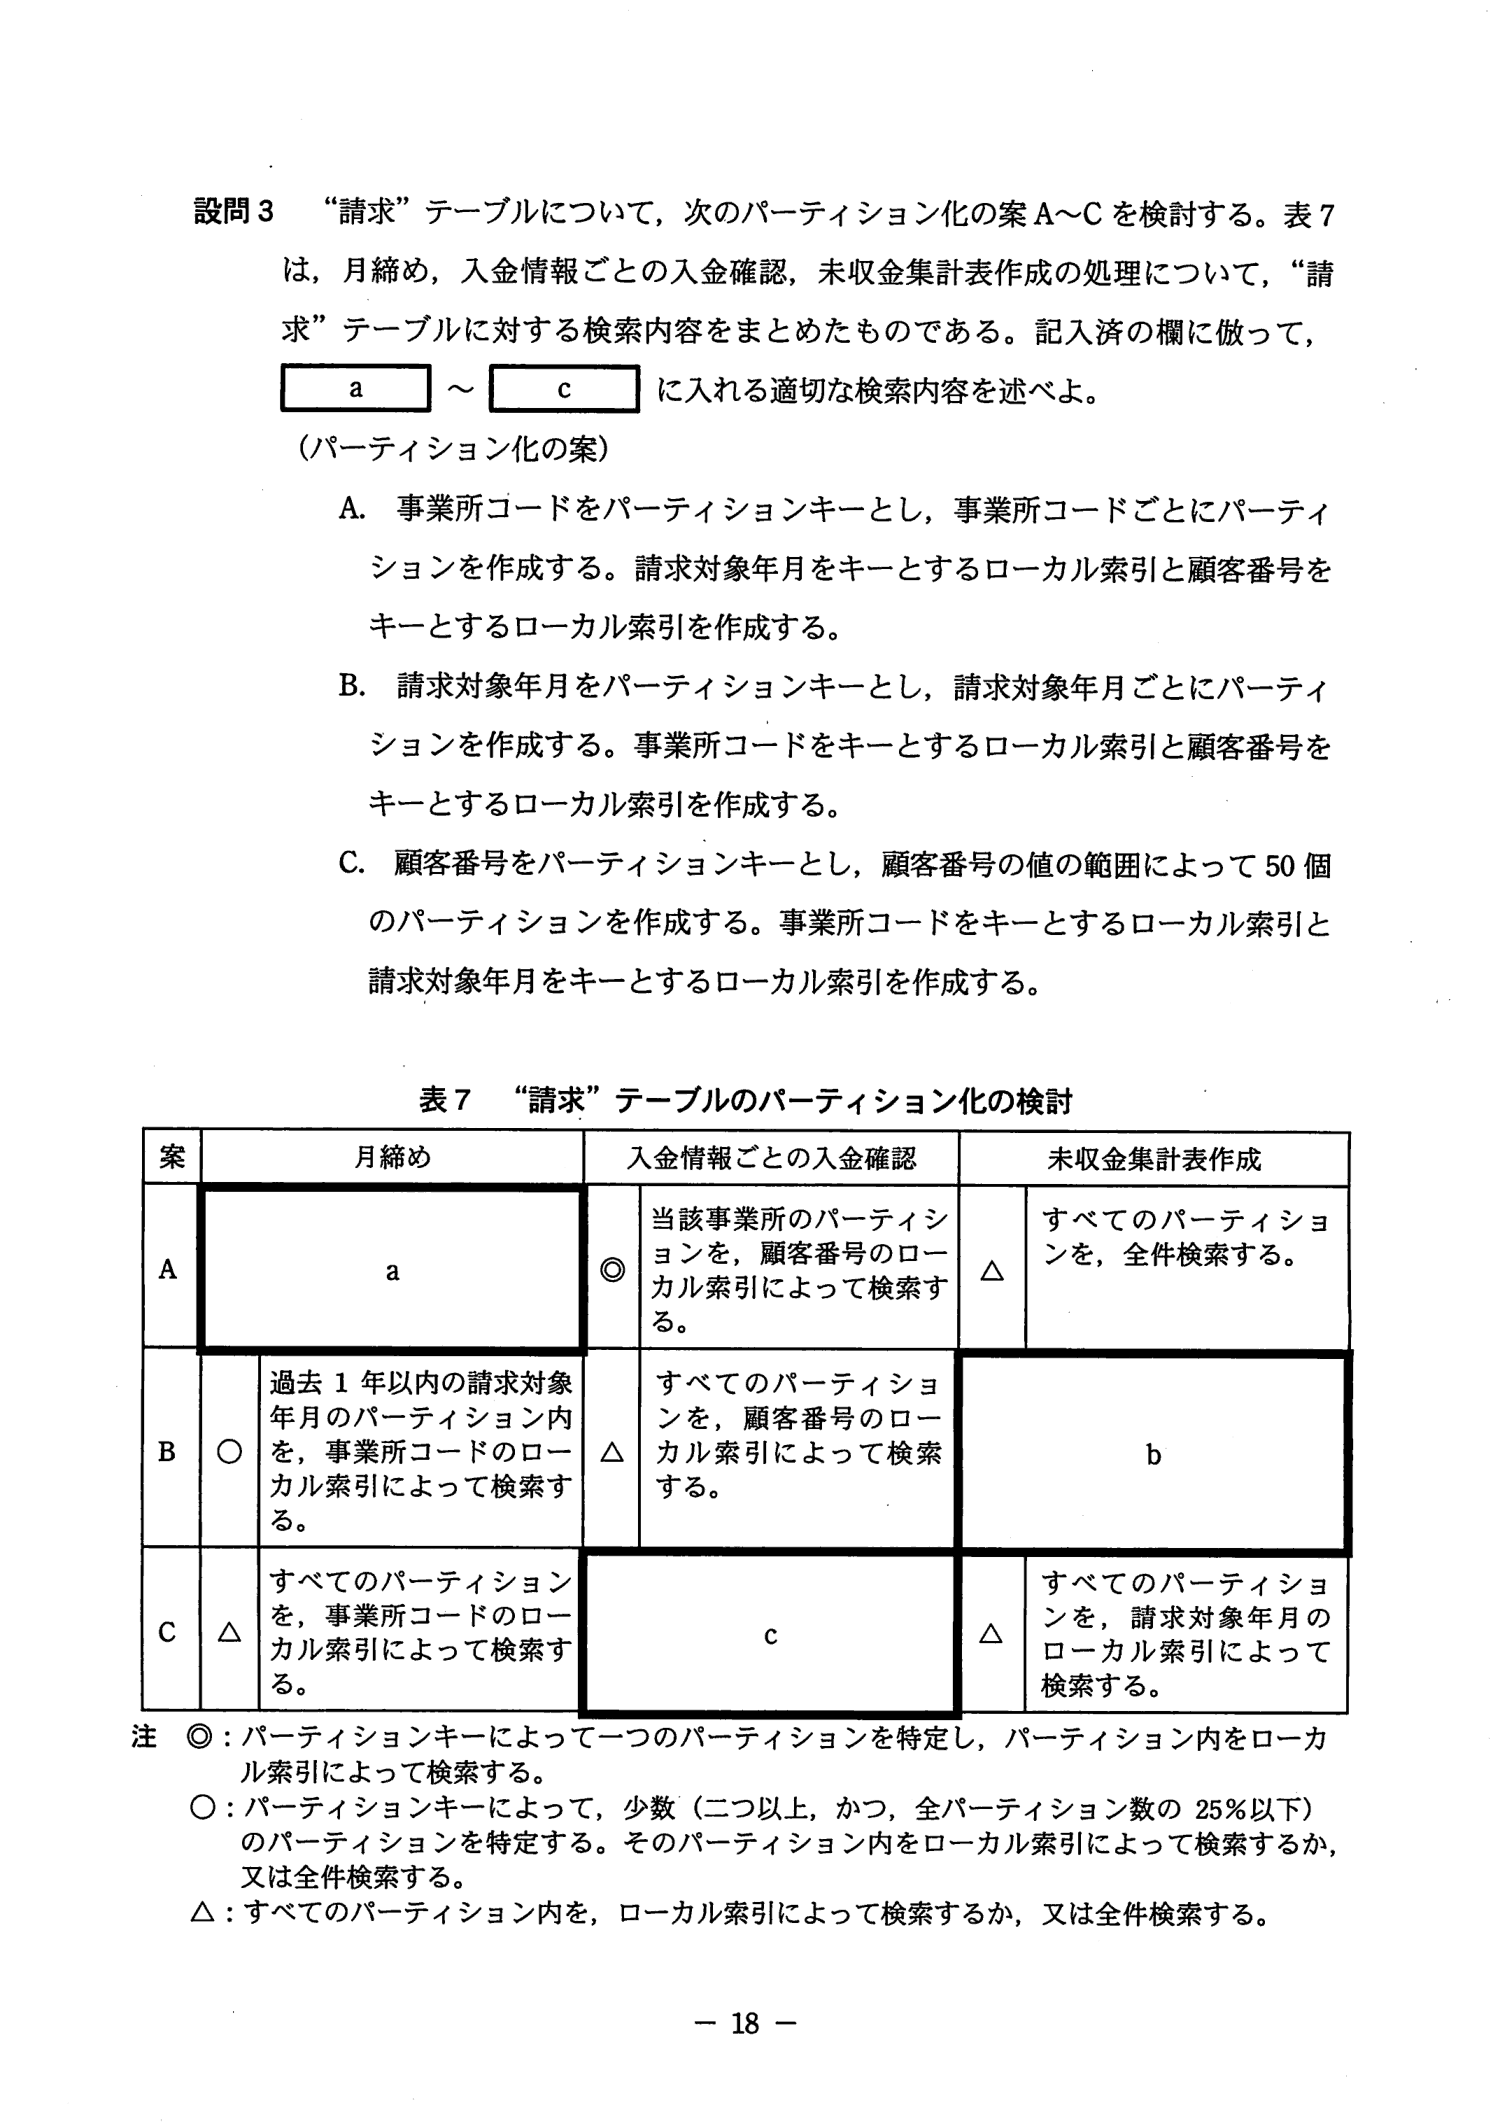 設問3　“請求”テーブルについて，次のパーティション化の案A～Cを検討する。表7
は，月締め，入金情報ごとの入金確認，未収金集計表作成の処理について，“請
求”テーブルに対する検索内容をまとめたものである。記入済の欄に倣って，
a ～ c に入れる適切な検索内容を述べよ。
（パーティション化の案）
A. 事業所コードをパーティションキーとし，事業所コードごとにパーティ
ションを作成する。請求対象年月をキーとするローカル索引と顧客番号を
キーとするローカル索引を作成する。
B. 請求対象年月をパーティションキーとし，請求対象年月ごとにパーティ
ションを作成する。事業所コードをキーとするローカル索引と顧客番号を
キーとするローカル索引を作成する。
C. 顧客番号をパーティションキーとし，顧客番号の値の範囲によって 50 個
のパーティションを作成する。事業所コードをキーとするローカル索引と
請求対象年月をキーとするローカル索引を作成する。
表7　“請求”テーブルのパーティション化の検討
案
月締め
入金情報ごとの入金確認
未収金集計表作成
A
a
◎
当該事業所のパーティシ
ョンを，顧客番号のロー
カル索引によって検索す
る。
△
すべてのパーティショ
ンを，全件検索する。
B
○
過去 1 年以内の請求対象
年月のパーティション内
を，事業所コードのロー
カル索引によって検索す
る。
△
すべてのパーティショ
ンを，顧客番号のロー
カル索引によって検索
する。
b
C
△
すべてのパーティション
を，事業所コードのロー
カル索引によって検索す
る。
c
△
すべてのパーティショ
ンを，請求対象年月の
ローカル索引によって
検索する。
注　◎：パーティションキーによって一つのパーティションを特定し，パーティション内をローカ
ル索引によって検索する。
○：パーティションキーによって，少数（二つ以上，かつ，全パーティション数の 25％以下）
のパーティションを特定する。そのパーティション内をローカル索引によって検索するか，
又は全件検索する。
△：すべてのパーティション内を，ローカル索引によって検索するか，又は全件検索する。
－ 18 －